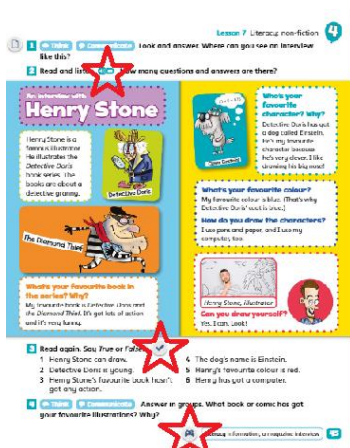 Lesson 7 Literacy: non-fiction 4
1 Think Communicate Look and answer. Where can you see an interview
like this?
2 Read and listen. How many questions and answers are there?
An interview with
Henry Stone
Henry Stone is a
famous illustrator.
He illustrates the
Detective Doris
book series. The
books are about a
detective granny.
Detective Doris
The Diamond Thief
What's your favourite book in
the series? Why?
My favourite book is Detective Doris and
the Diamond Thief. It's got lots of action
and it's very funny.
Who's your
favourite
character? Why?
Detective Doris has got
a dog called Einstein.
He's my favourite
character because
he's very clever. I like
drawing his big nose!
What's your favourite colour?
My favourite colour is blue. (That's why
Detective Doris' coat is blue.)
How do you draw the characters?
I use pens and paper, and I use my
computer, too.
Henry Stone, illustrator
Can you draw yourself?
Yes, I can. Look!
3 Read again. Say True or False.
1 Henry Stone can draw.
2 Detective Doris is young.
3 Henry Stone's favourite book hasn't
got any action.
4 The dog's name is Einstein.
5 Henry's favourite colour is red.
6 Henry has got a computer.
4 Think Communicate Answer in groups. What book or comic has got
your favourite illustrations? Why?
45